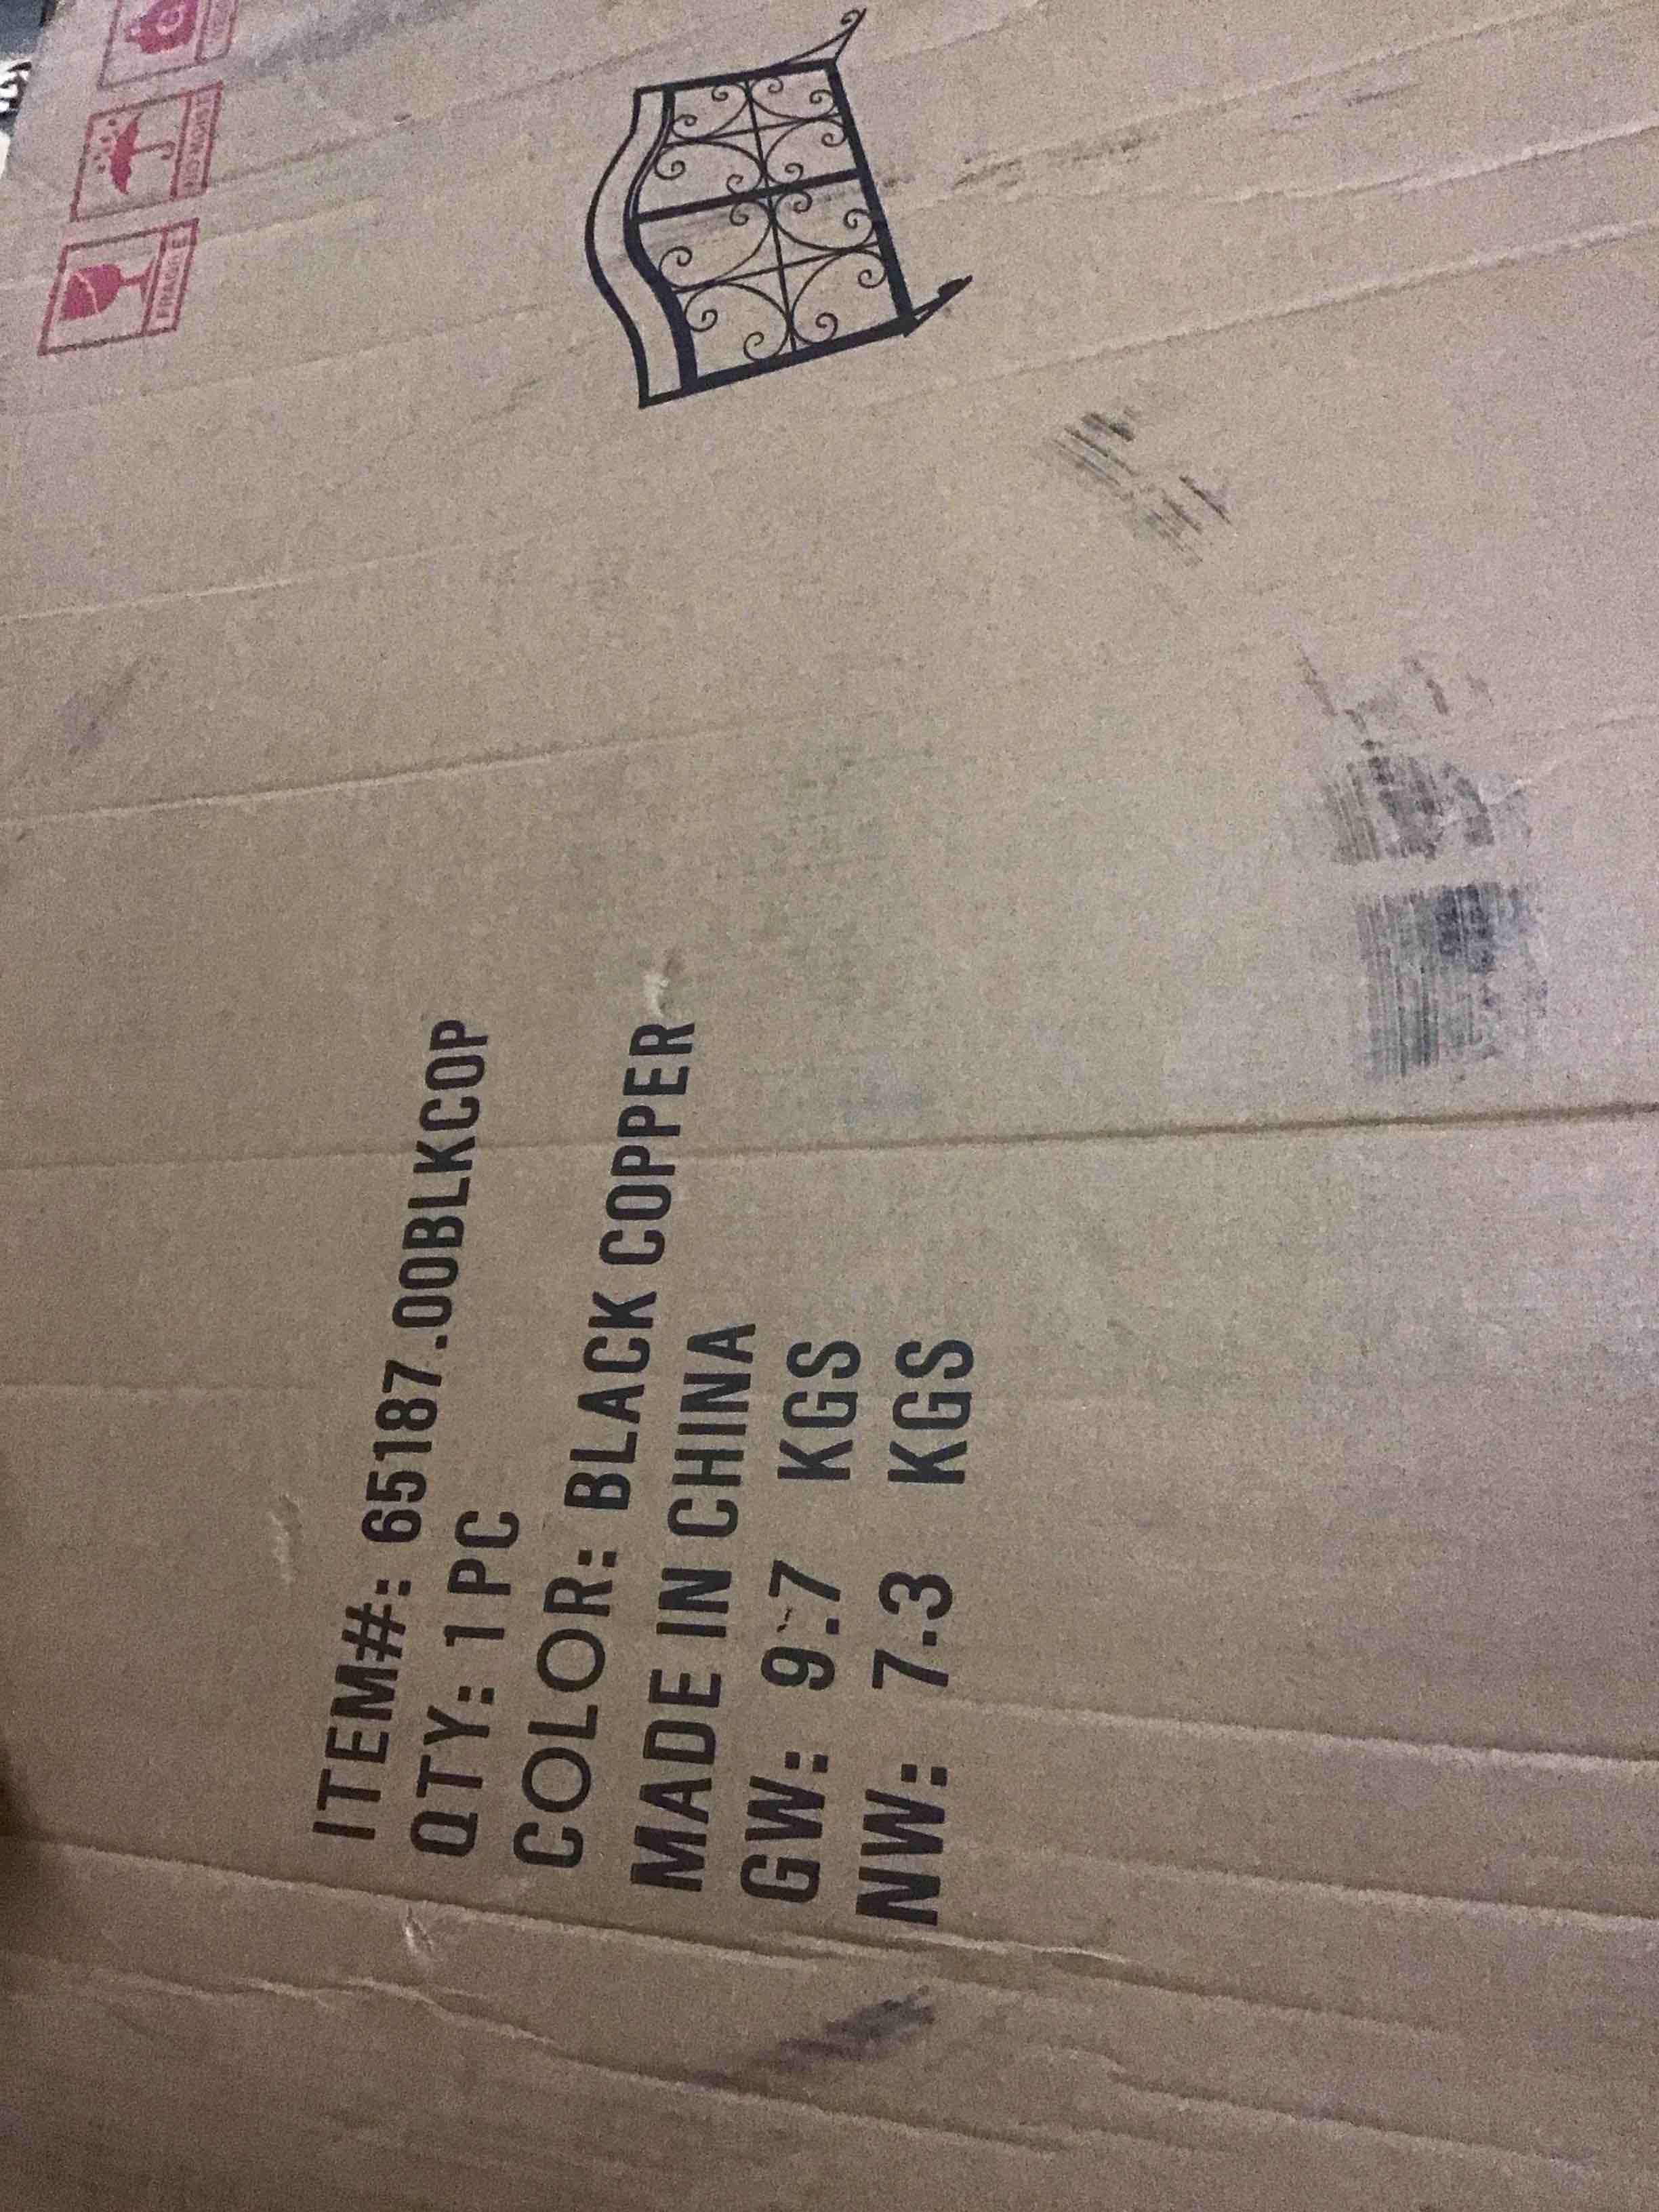 ITEM#: 65187.00BLKCOP
QTY: 1 PC
COLOR: BLACK COPPER
MADE IN CHINA
GW: 9.7 KGS
NW: 7.3 KGS
FRAGILE